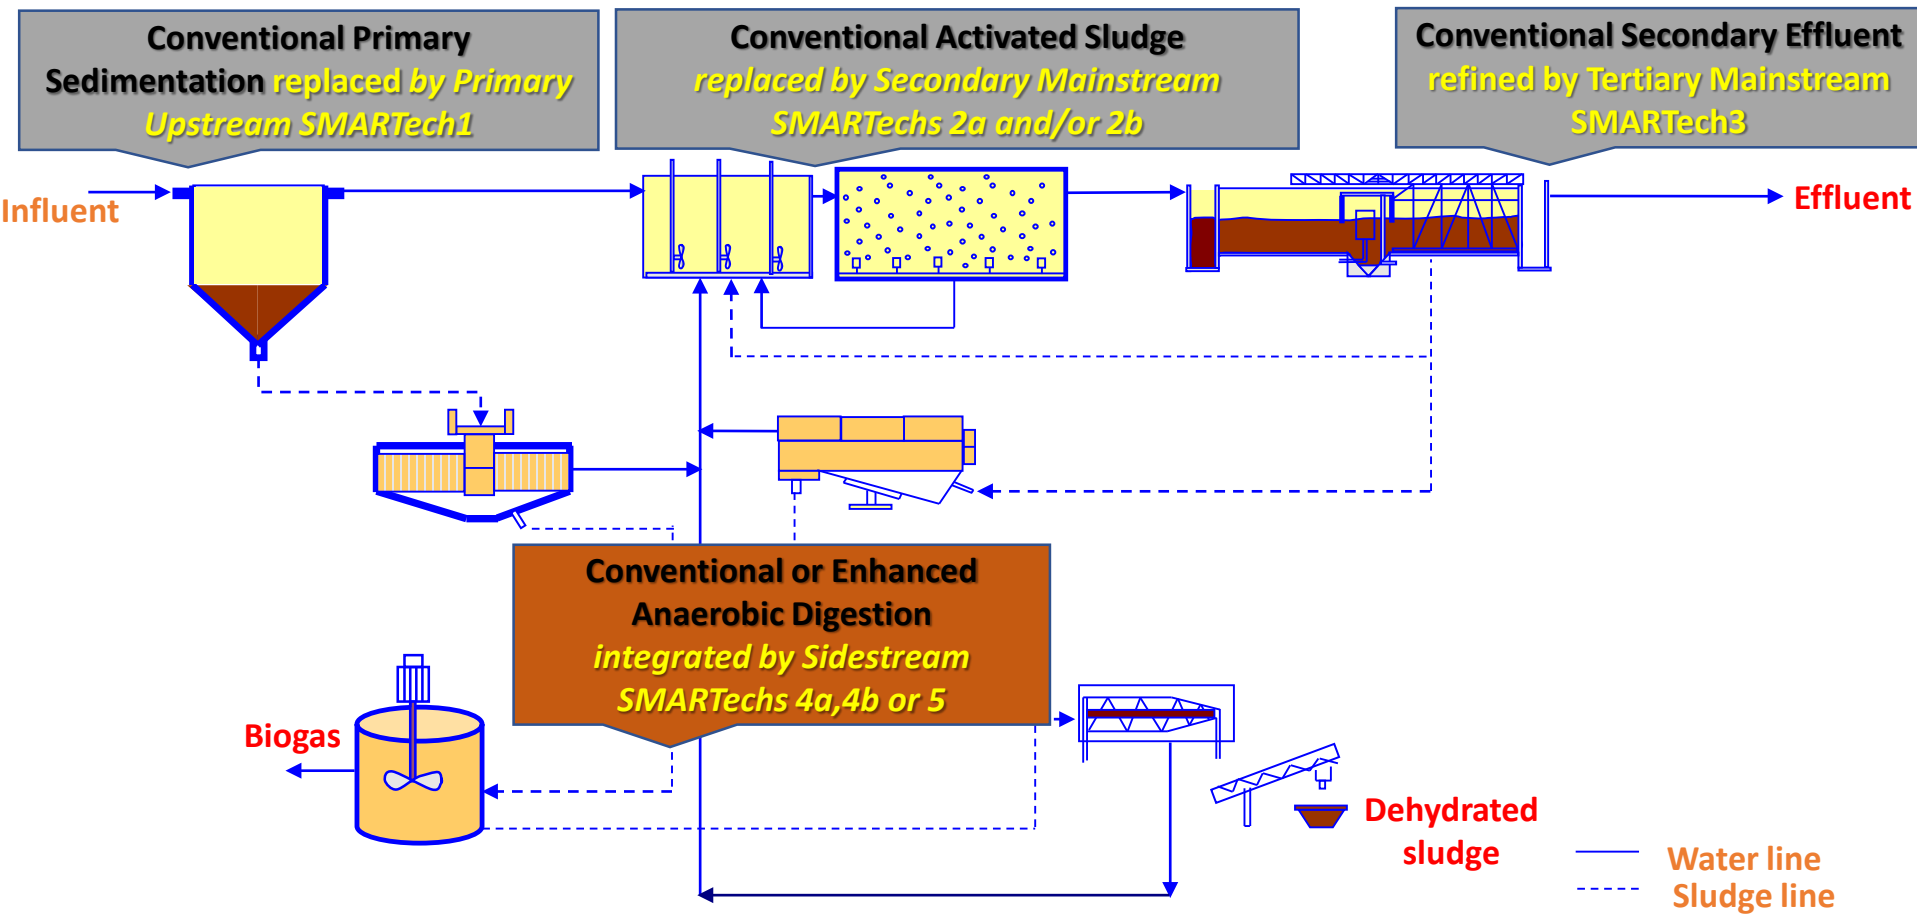 Conventional Primary
Sedimentation replaced by Primary
Upstream SMARTech1
Conventional Activated Sludge
replaced by Secondary Mainstream
SMARTechs 2a and/or 2b
Conventional Secondary Effluent
refined by Tertiary Mainstream
SMARTech3
Influent
Effluent
Conventional or Enhanced
Anaerobic Digestion
integrated by Sidestream
SMARTechs 4a,4b or 5
Biogas
Dehydrated
sludge
Water line
Sludge line